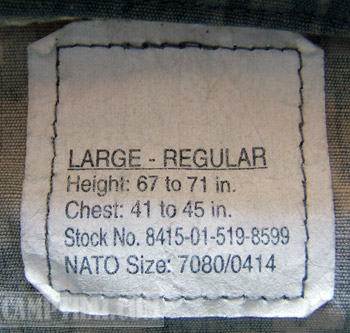 LARGE - REGULAR
Height: 67 to 71 in.
Chest: 41 to 45 in.
Stock No. 8415-01-519-8599
NATO Size: 7080/0414